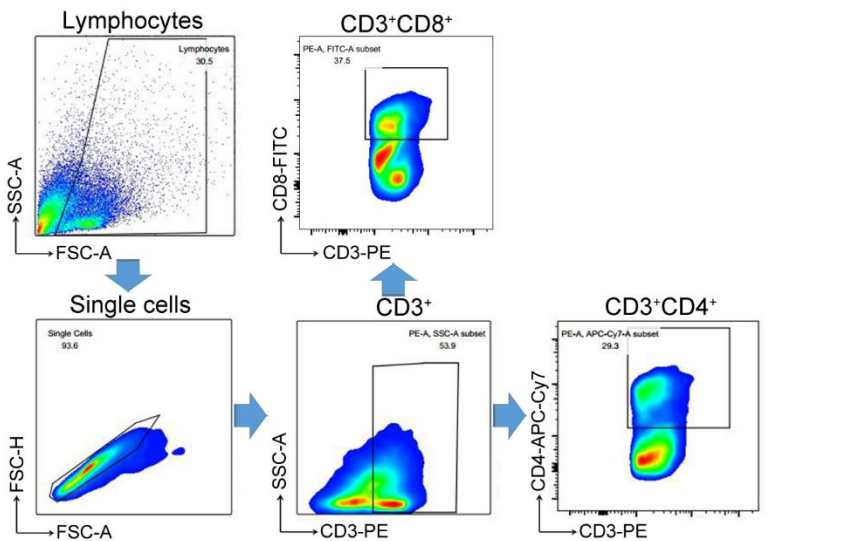 Lymphocytes
Lymphocytes
30.5
SSC-A
FSC-A
CD3⁺CD8⁺
PE-A, FITC-A subset
37.5
CD8-FITC
CD3-PE
Single cells
Single Cells
93.6
FSC-H
FSC-A
CD3⁺
PE-A, SSC-A subset
53.9
SSC-A
CD3-PE
CD3⁺CD4⁺
PE-A, APC-Cy7-A subset
29.3
CD4-APC-Cy7
CD3-PE